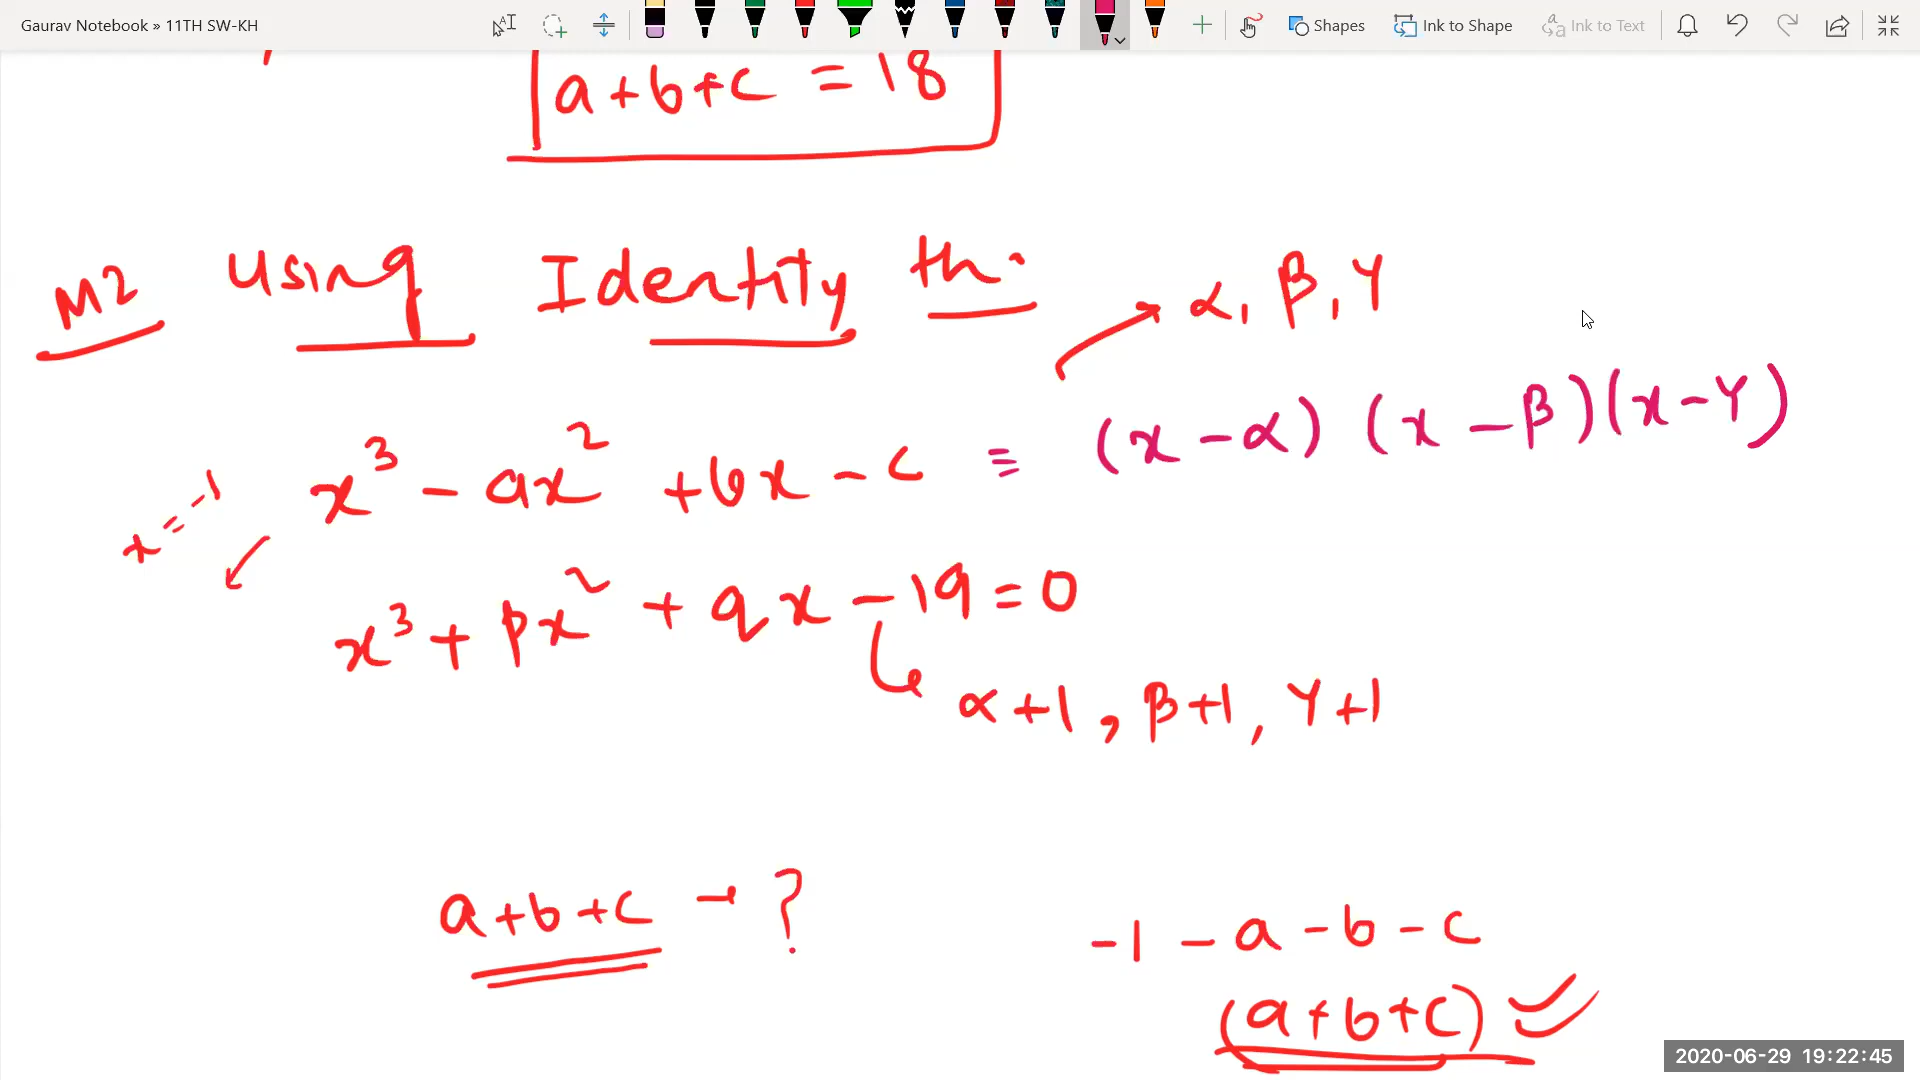 Gaurav Notebook » 11TH SW-KH
Shapes
Ink to Shape
Ink to Text
a+b+c = 18
M2 Using Identity th.
α, β, γ
x³ - ax² + bx - c ≡ (x-α) (x-β)(x-γ)
x = -1
x³ + px² + qx - 19 = 0
α+1, β+1, γ+1
a+b+c → ?
-1 - a - b - c
(a+b+c)
2020-06-29 19:22:45